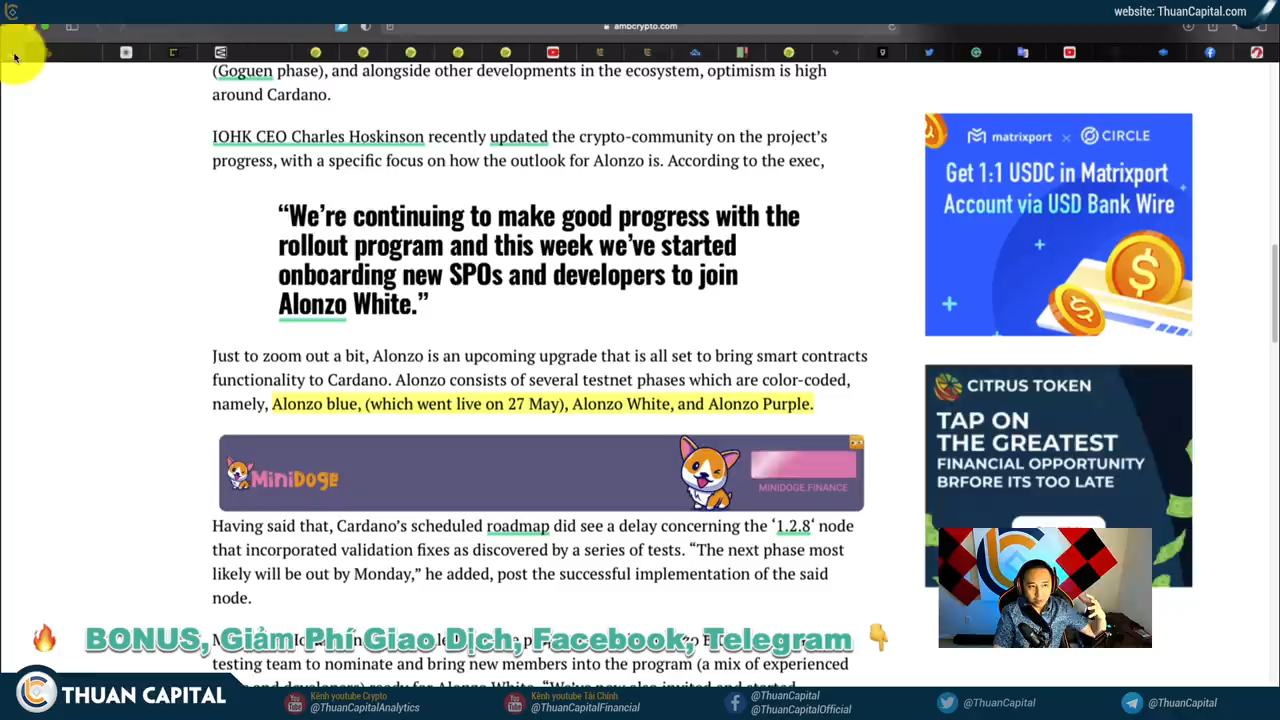 website: ThuanCapital.com
ambcrypto.com
(Goguen phase), and alongside other developments in the ecosystem, optimism is high
around Cardano.
IOHK CEO Charles Hoskinson recently updated the crypto-community on the project’s
progress, with a specific focus on how the outlook for Alonzo is. According to the exec,
“We’re continuing to make good progress with the
rollout program and this week we’ve started
onboarding new SPOs and developers to join
Alonzo White.”
Just to zoom out a bit, Alonzo is an upcoming upgrade that is all set to bring smart contracts
functionality to Cardano. Alonzo consists of several testnet phases which are color-coded,
namely, Alonzo blue, (which went live on 27 May), Alonzo White, and Alonzo Purple.
MINIDOGE
MINIDOGE.FINANCE
Having said that, Cardano’s scheduled roadmap did see a delay concerning the ‘1.2.8‘ node
that incorporated validation fixes as discovered by a series of tests. “The next phase most
likely will be out by Monday,” he added, post the successful implementation of the said
node.
testing team to nominate and bring new members into the program (a mix of experienced
matrixport x CIRCLE
Get 1:1 USDC in Matrixport
Account via USD Bank Wire
CITRUS TOKEN
TAP ON
THE GREATEST
FINANCIAL OPPORTUNITY
BRFORE ITS TOO LATE
BONUS, Giảm Phí Giao Dịch, Facebook, Telegram
THUAN CAPITAL
Kênh youtube Crypto
@ThuanCapitalAnalytics
Kênh youtube Tài Chính
@ThuanCapitalFinancial
@ThuanCapital
@ThuanCapitalOfficial
@ThuanCapital
@ThuanCapital